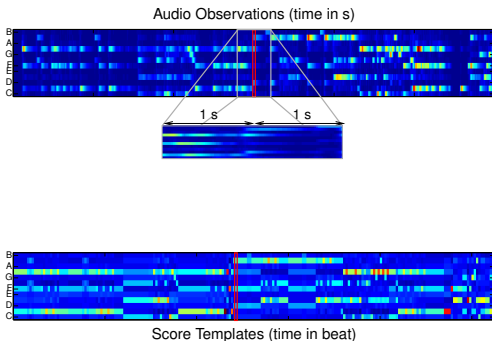 Audio Observations (time in s)
B
A
G
F
E
D
C
1 s 1 s
B
A
G
F
E
D
C
Score Templates (time in beat)